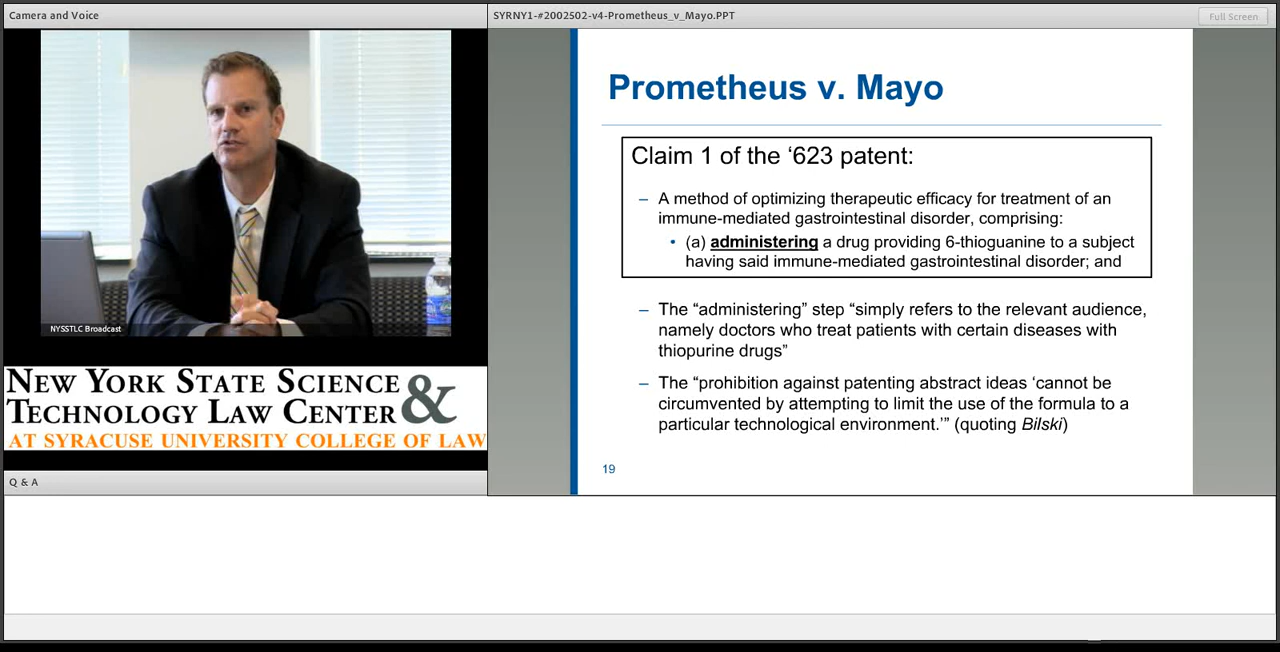 Camera and Voice
NYSSTLC Broadcast
NEW YORK STATE SCIENCE &
TECHNOLOGY LAW CENTER
AT SYRACUSE UNIVERSITY COLLEGE OF LAW
Q & A
SYRNY1-#2002502-v4-Prometheus_v_Mayo.PPT
Full Screen
Prometheus v. Mayo
Claim 1 of the ‘623 patent:
– A method of optimizing therapeutic efficacy for treatment of an
immune-mediated gastrointestinal disorder, comprising:
• (a) administering a drug providing 6-thioguanine to a subject
having said immune-mediated gastrointestinal disorder; and
– The “administering” step “simply refers to the relevant audience,
namely doctors who treat patients with certain diseases with
thiopurine drugs”
– The “prohibition against patenting abstract ideas ‘cannot be
circumvented by attempting to limit the use of the formula to a
particular technological environment.’” (quoting Bilski)
19